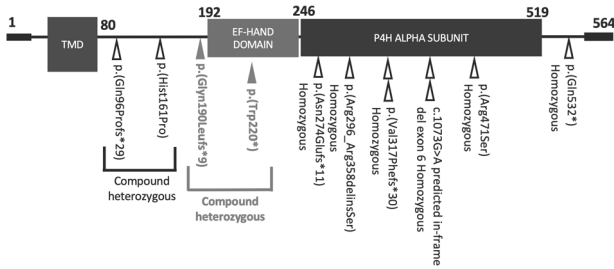 1
TMD
80
192
EF-HAND
DOMAIN
246
P4H ALPHA SUBUNIT
519
564
p.(Gln96Profs*29)
p.(Hist161Pro)
p.(Glyn190Leufs*9)
p.(Trp220*)
p.(Asn274Glufs*11)
Homozygous
p.(Arg296_Arg358delinsSer)
Homozygous
p.(Val317Phefs*30)
Homozygous
c.1073G>A predicted in-frame
del exon 6 Homozygous
p.(Arg471Ser)
Homozygous
p.(Gln532*)
Homozygous
Compound
heterozygous
Compound
heterozygous